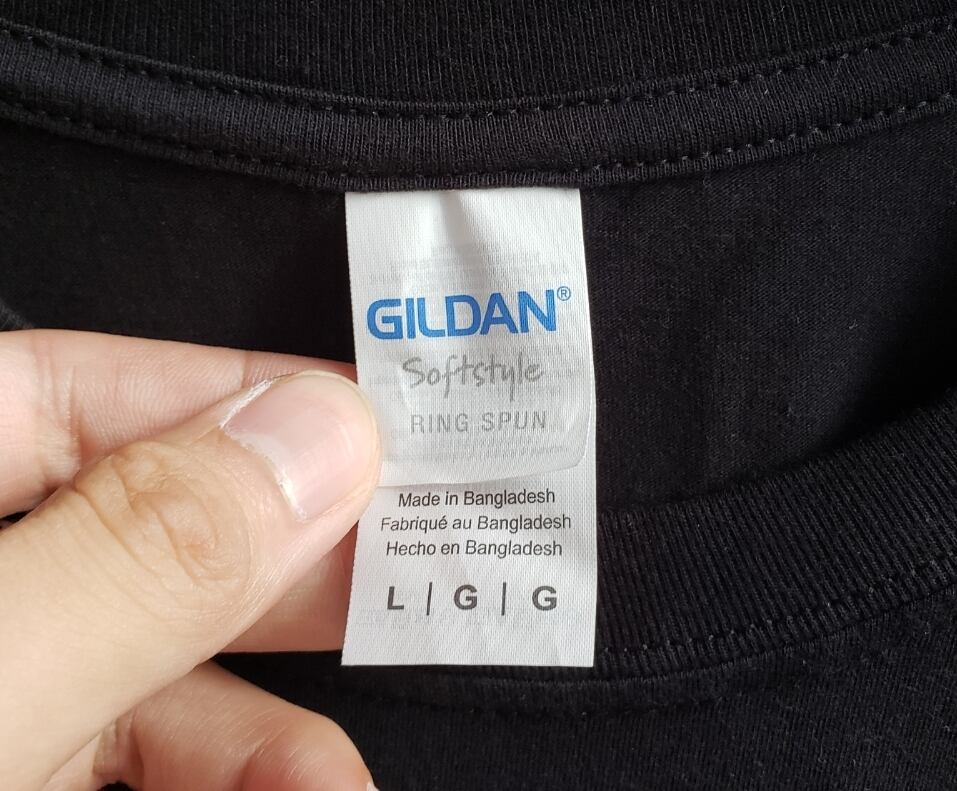 GILDAN®
Softstyle
RING SPUN
Made in Bangladesh
Fabriqué au Bangladesh
Hecho en Bangladesh
L | G | G